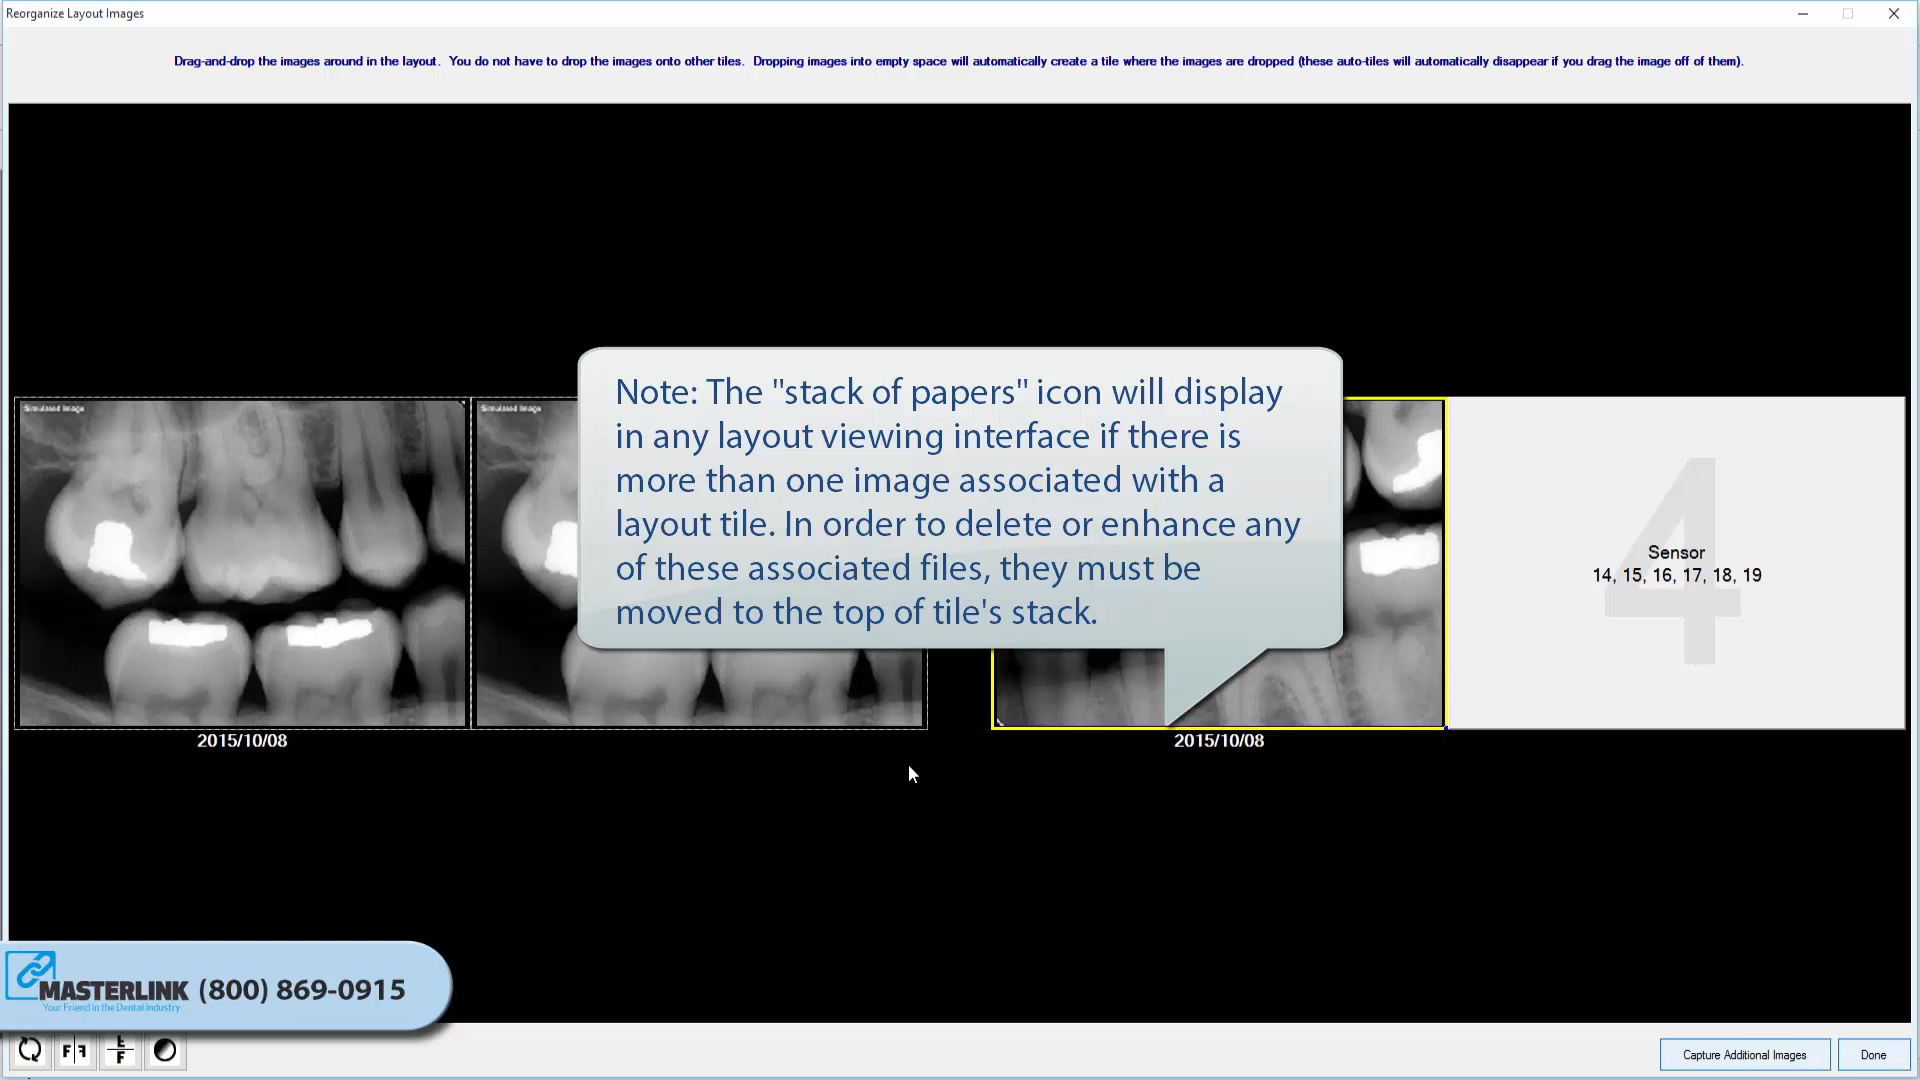 Reorganize Layout Images
Drag-and-drop the images around in the layout. You do not have to drop the images onto other tiles. Dropping images into empty space will automatically create a tile where the images are dropped (these auto-tiles will automatically disappear if you drag the image off of them).
Simulated Image
Simulated Image
Note: The "stack of papers" icon will display
in any layout viewing interface if there is
more than one image associated with a
layout tile. In order to delete or enhance any
of these associated files, they must be
moved to the top of tile's stack.
4
Sensor
14, 15, 16, 17, 18, 19
2015/10/08
2015/10/08
MASTERLINK (800) 869-0915
Your Friend in the Dental Industry
Capture Additional Images
Done